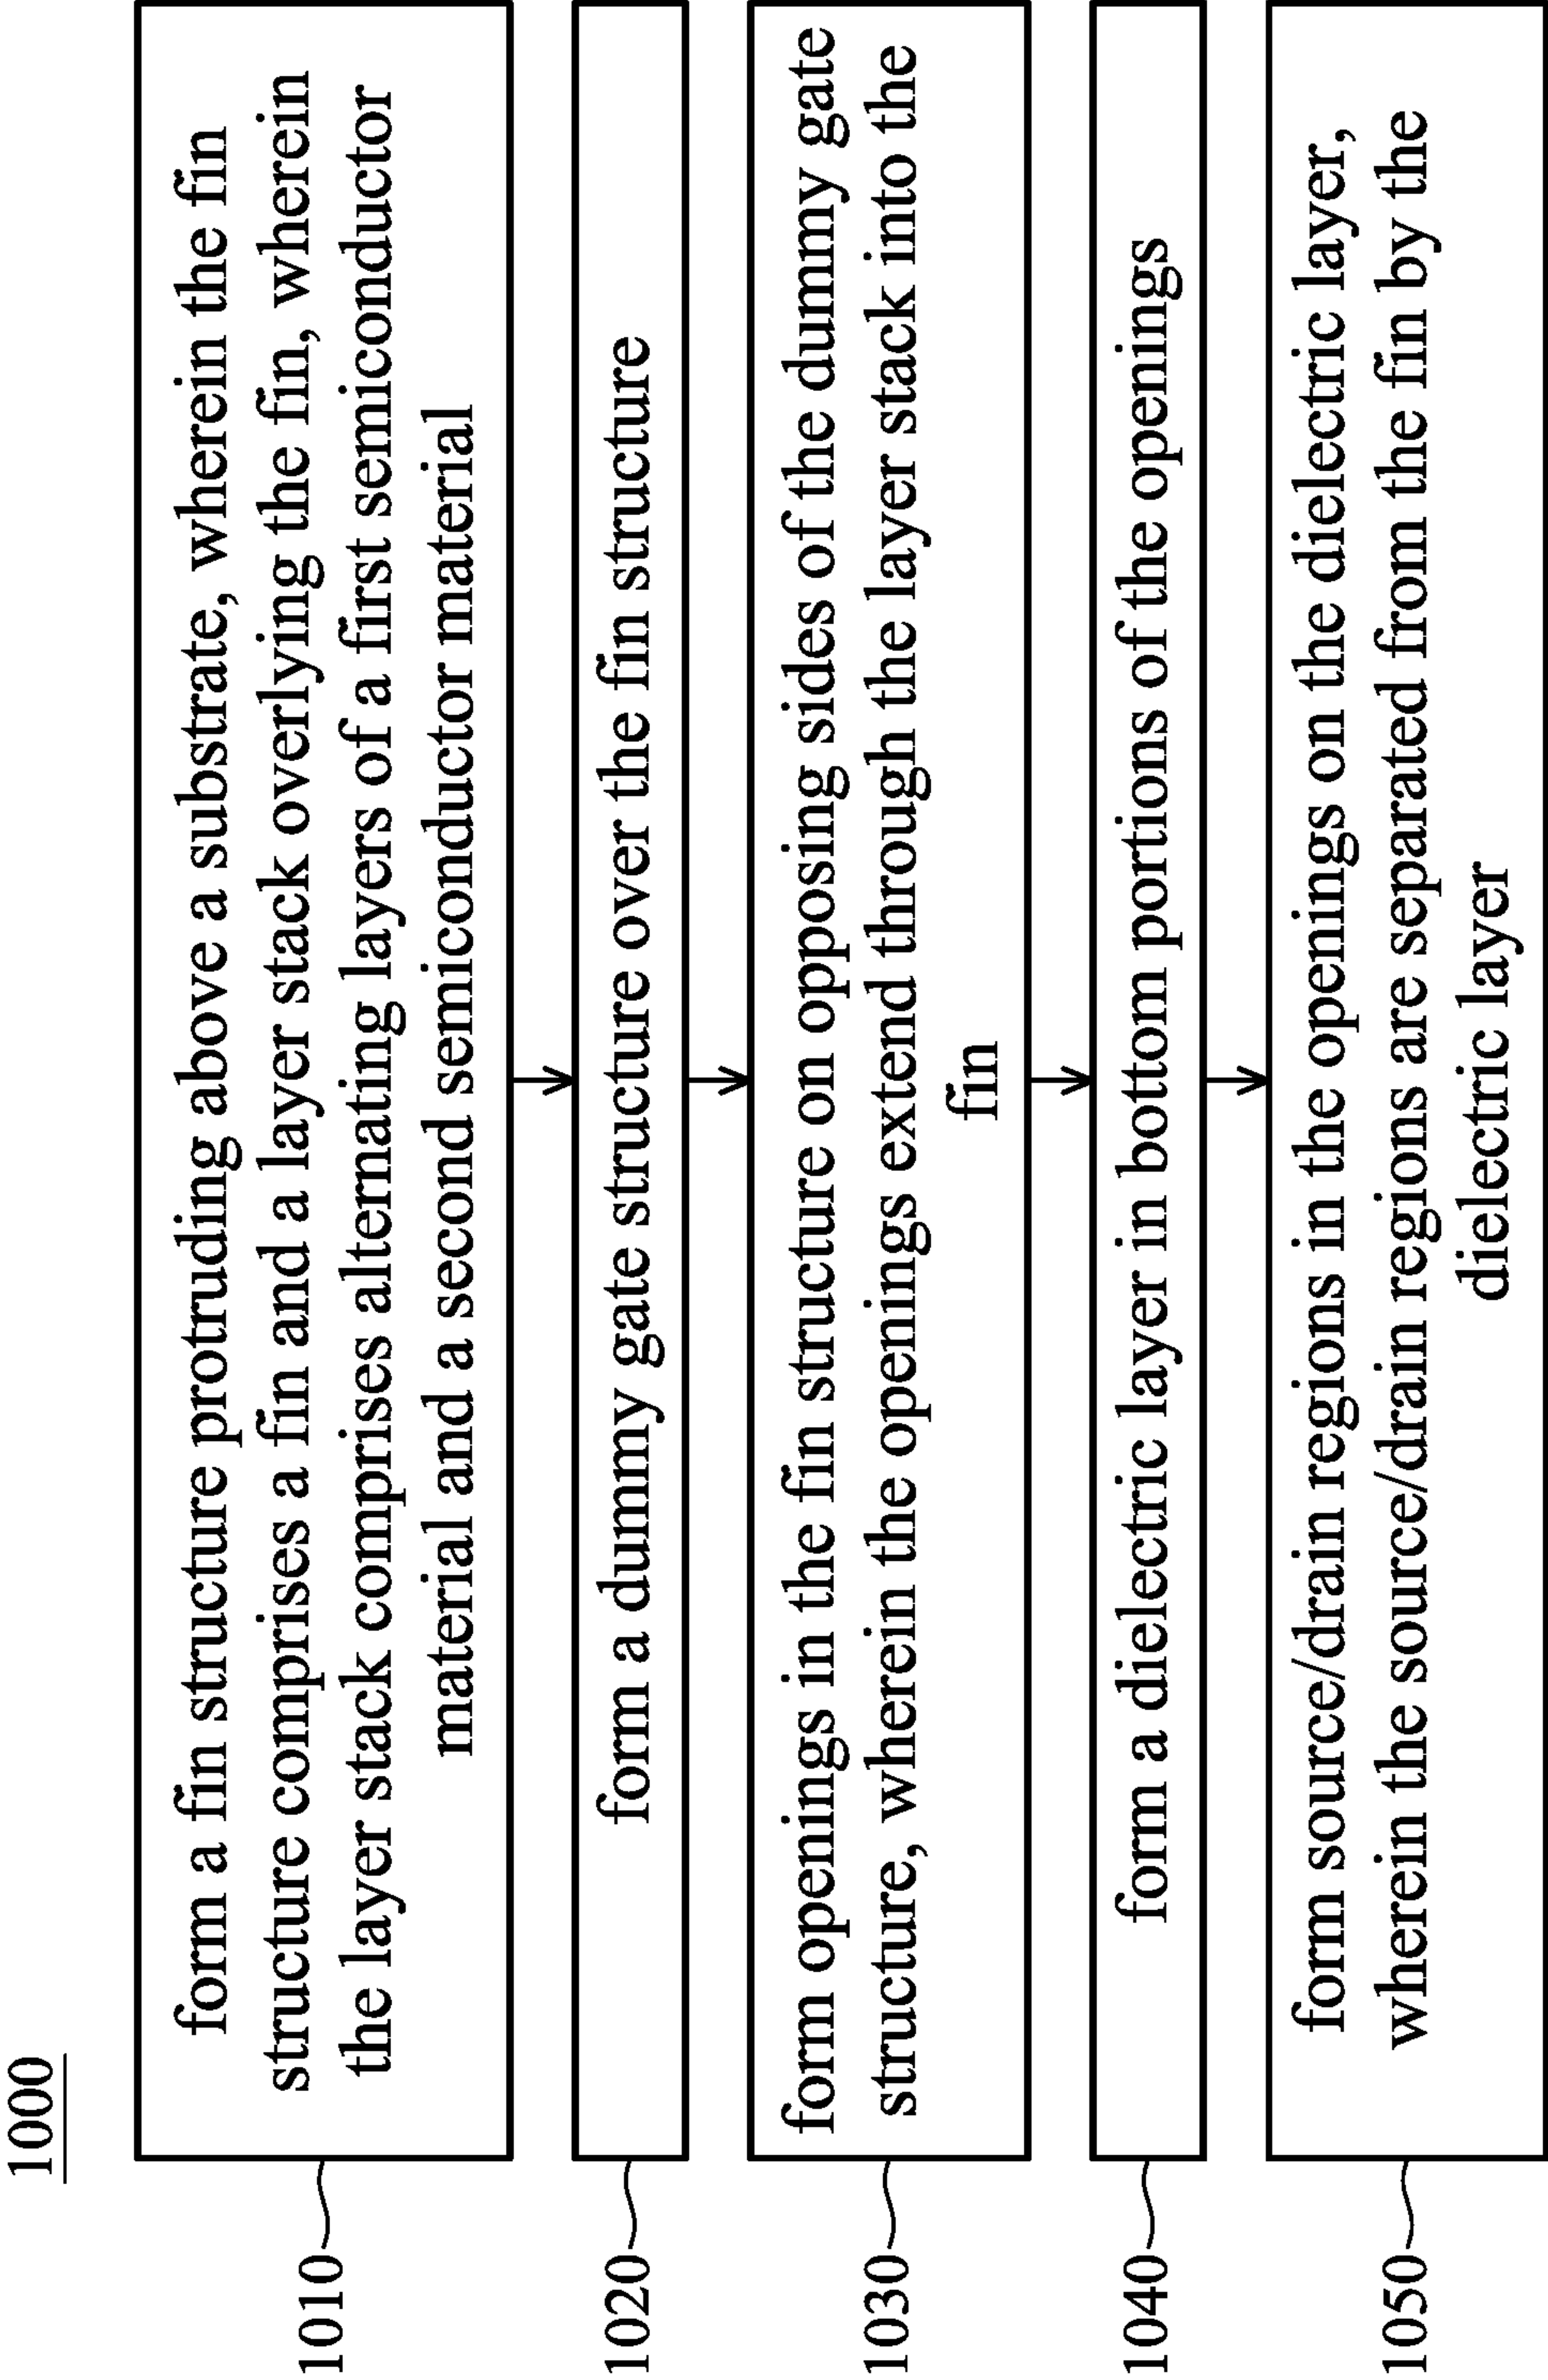 1000
1010
form a fin structure protruding above a substrate, wherein the fin
structure comprises a fin and a layer stack overlying the fin, wherein
the layer stack comprises alternating layers of a first semiconductor
material and a second semiconductor material
1020
form a dummy gate structure over the fin structure
1030
form openings in the fin structure on opposing sides of the dummy gate
structure, wherein the openings extend through the layer stack into the
fin
1040
form a dielectric layer in bottom portions of the openings
1050
form source/drain regions in the openings on the dielectric layer,
wherein the source/drain regions are separated from the fin by the
dielectric layer